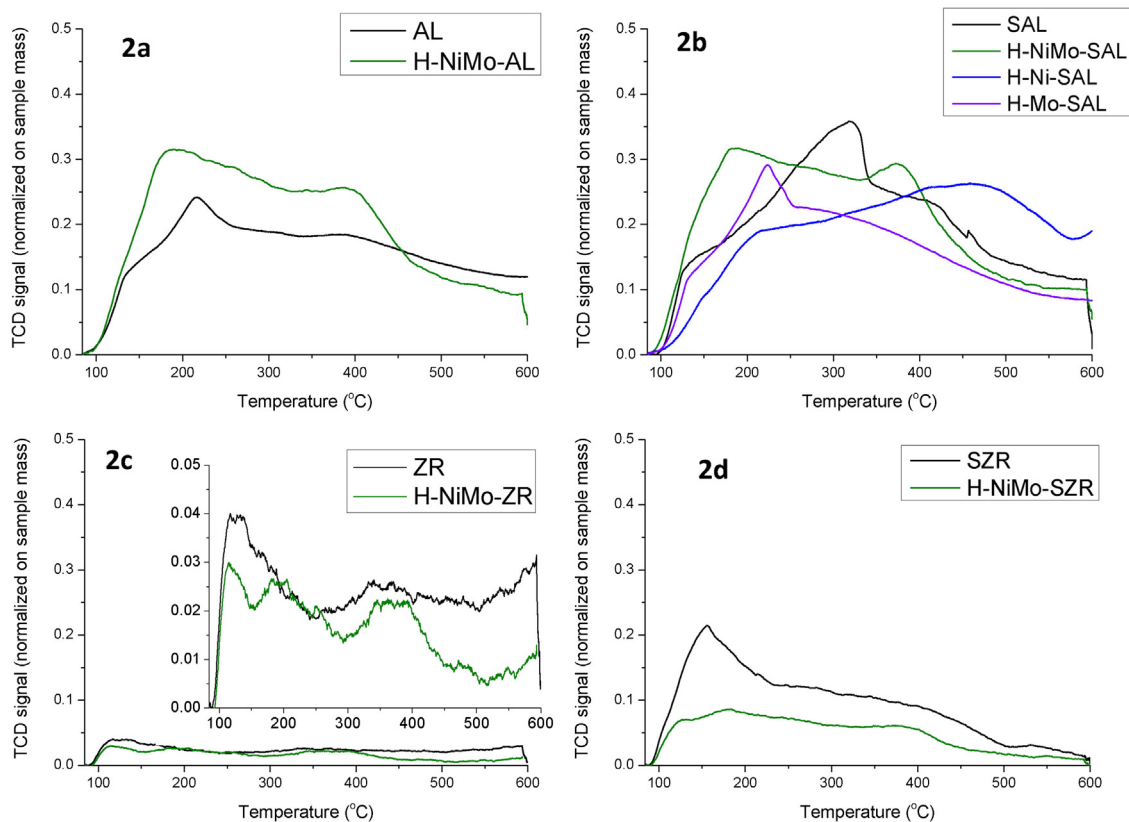 2a
AL
H-NiMo-AL
TCD signal (normalized on sample mass)
0.5
0.4
0.3
0.2
0.1
0.0
100 200 300 400 500 600
Temperature (°C)
2b
SAL
H-NiMo-SAL
H-Ni-SAL
H-Mo-SAL
TCD signal (normalized on sample mass)
0.5
0.4
0.3
0.2
0.1
0.0
100 200 300 400 500 600
Temperature (°C)
2c
ZR
H-NiMo-ZR
TCD signal (normalized on sample mass)
0.5
0.4
0.3
0.2
0.1
0.0
0.05
0.04
0.03
0.02
0.01
0.00
100 200 300 400 500 600
100 200 300 400 500 600
Temperature (°C)
2d
SZR
H-NiMo-SZR
TCD signal (normalized on sample mass)
0.5
0.4
0.3
0.2
0.1
0.0
100 200 300 400 500 600
Temperature (°C)